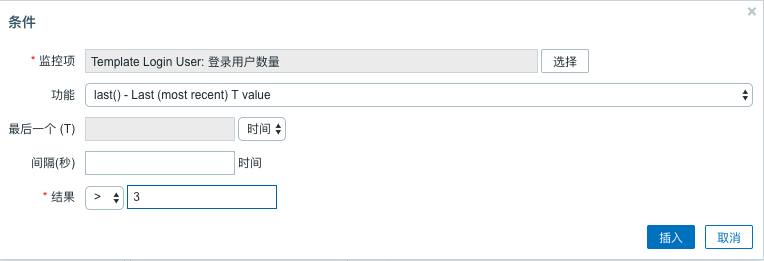 条件
* 监控项 Template Login User: 登录用户数量 选择
功能 last() - Last (most recent) T value
最后一个 (T) 时间
间隔(秒) 时间
* 结果 > 3
插入 取消